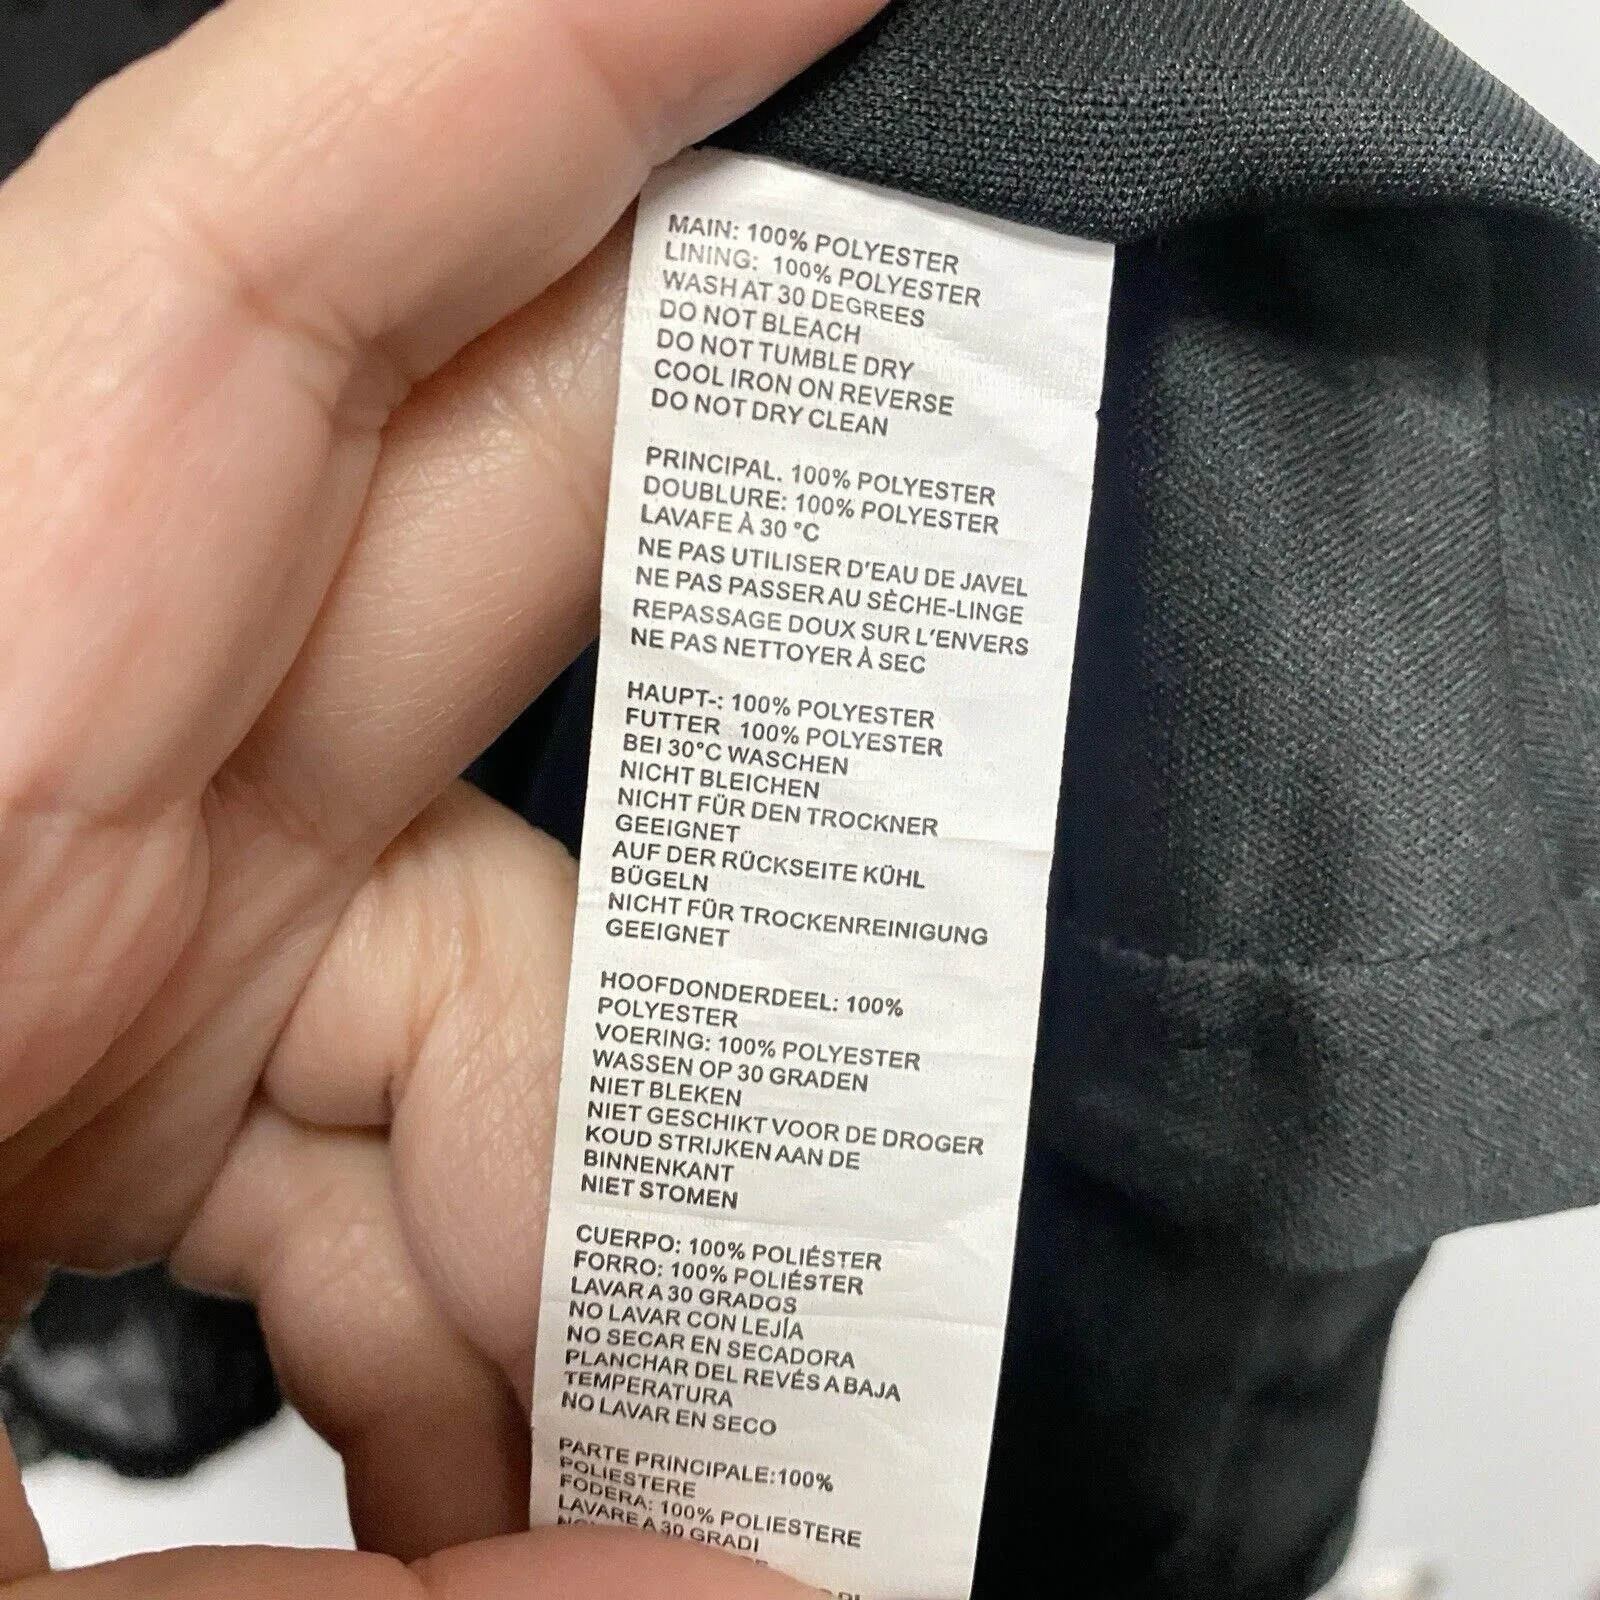 MAIN: 100% POLYESTER
LINING: 100% POLYESTER
WASH AT 30 DEGREES
DO NOT BLEACH
DO NOT TUMBLE DRY
COOL IRON ON REVERSE
DO NOT DRY CLEAN
PRINCIPAL. 100% POLYESTER
DOUBLURE: 100% POLYESTER
LAVAFE À 30 °C
NE PAS UTILISER D'EAU DE JAVEL
NE PAS PASSER AU SÈCHE-LINGE
REPASSAGE DOUX SUR L'ENVERS
NE PAS NETTOYER À SEC
HAUPT-: 100% POLYESTER
FUTTER 100% POLYESTER
BEI 30°C WASCHEN
NICHT BLEICHEN
NICHT FÜR DEN TROCKNER
GEEIGNET
AUF DER RÜCKSEITE KÜHL
BÜGELN
NICHT FÜR TROCKENREINIGUNG
GEEIGNET
HOOFDONDERDEEL: 100%
POLYESTER
VOERING: 100% POLYESTER
WASSEN OP 30 GRADEN
NIET BLEKEN
NIET GESCHIKT VOOR DE DROGER
KOUD STRIJKEN AAN DE
BINNENKANT
NIET STOMEN
CUERPO: 100% POLIÉSTER
FORRO: 100% POLIÉSTER
LAVAR A 30 GRADOS
NO LAVAR CON LEJÍA
NO SECAR EN SECADORA
PLANCHAR DEL REVÉS A BAJA
TEMPERATURA
NO LAVAR EN SECO
PARTE PRINCIPALE:100%
POLIESTERE
FODERA: 100% POLIESTERE
LAVARE A 30 GRADI